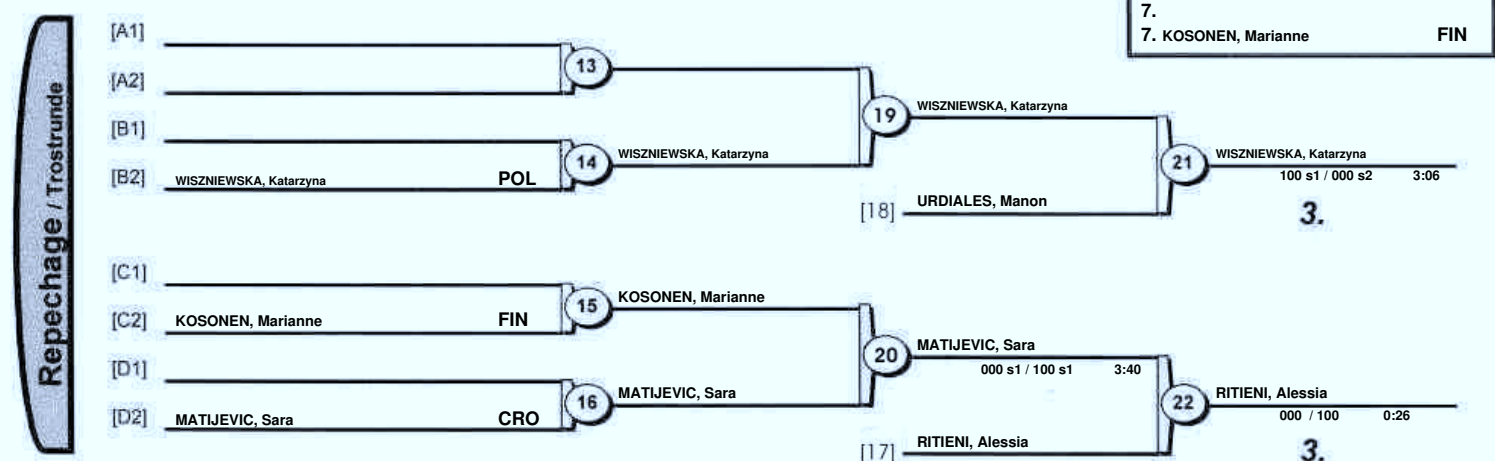 7.
7. KOSONEN, Marianne FIN
Repechage / Trostrunde
[A1]
13
[A2]
19 WISZNIEWSKA, Katarzyna
[B1]
14 WISZNIEWSKA, Katarzyna
21 WISZNIEWSKA, Katarzyna
100 s1 / 000 s2 3:06
[B2] WISZNIEWSKA, Katarzyna POL
[18] URDIALES, Manon
3.
[C1]
15 KOSONEN, Marianne
[C2] KOSONEN, Marianne FIN
20 MATIJEVIC, Sara
000 s1 / 100 s1 3:40
[D1]
16 MATIJEVIC, Sara
22 RITIENI, Alessia
000 / 100 0:26
[D2] MATIJEVIC, Sara CRO
[17] RITIENI, Alessia
3.